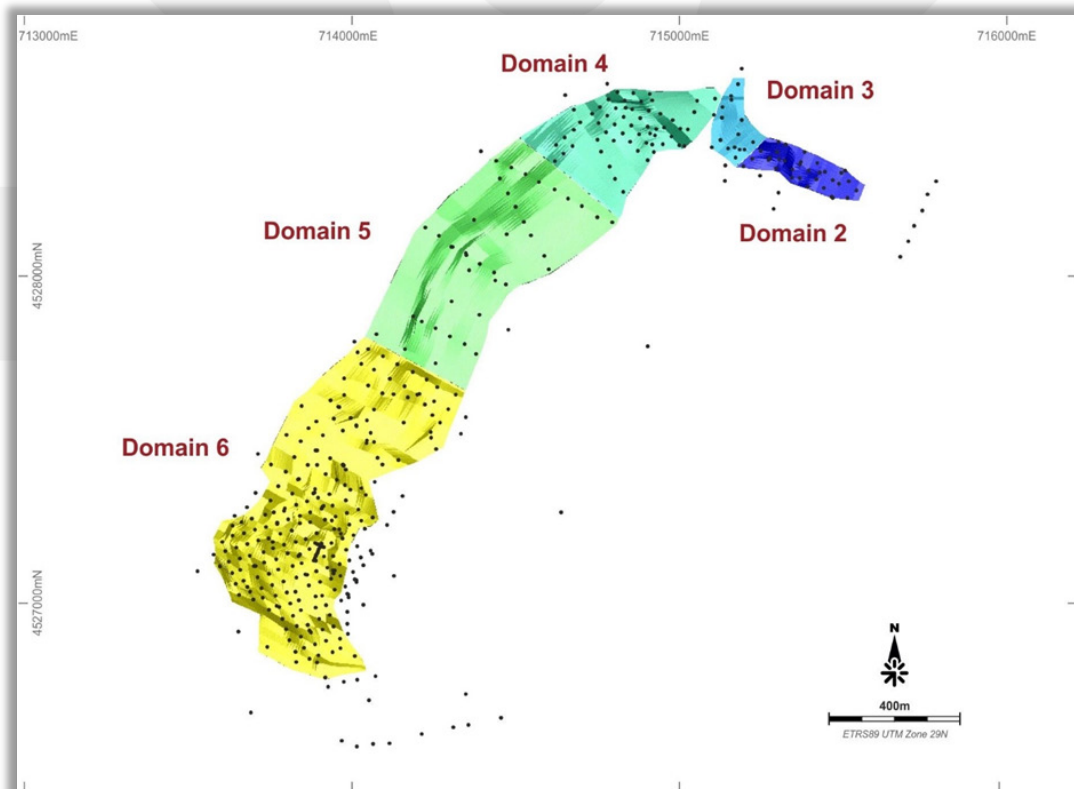 713000mE
714000mE
715000mE
716000mE
Domain 4
Domain 3
Domain 5
Domain 2
4528000mN
Domain 6
4527000mN
N
400m
ETRS89 UTM Zone 29N